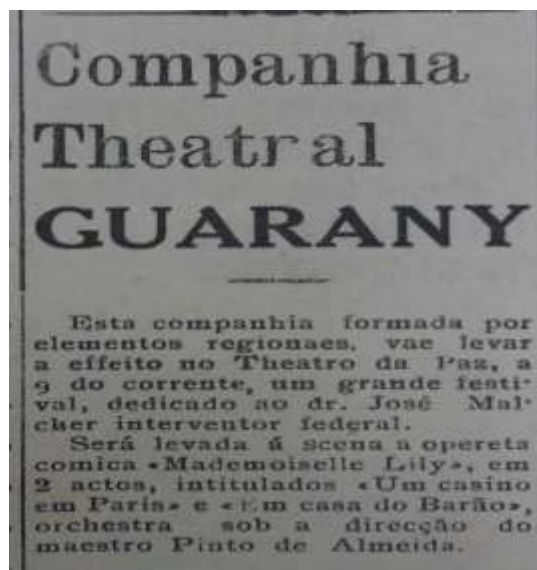 Companhia
Theatral
GUARANY
Esta companhia formada por
elementos regionaes, vae levar
a effeito no Theatro da Paz, a
9 do corrente, um grande festi-
val, dedicado ao dr. José Mal-
cher interventor federal.
Será levada á scena a opereta
comica «Mademoiselle Lily», em
2 actos, intitulados «Um casino
em Paris» e «Em casa do Barão»,
orchestra sob a direcção do
maestro Pinto de Almeida.